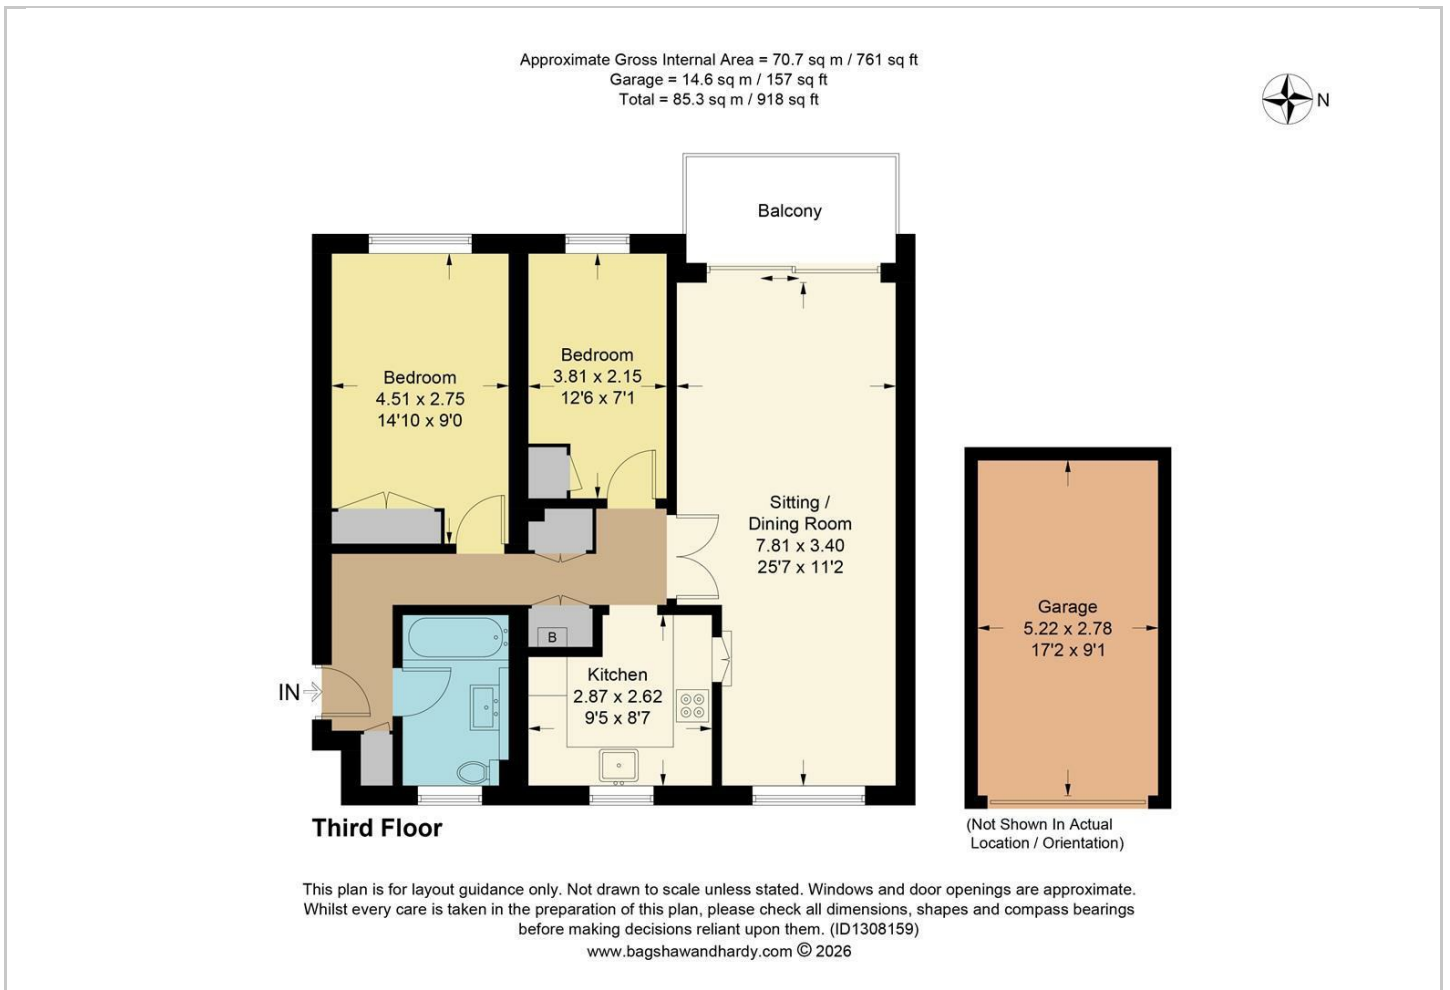 Approximate Gross Internal Area = 70.7 sq m / 761 sq ft
Garage = 14.6 sq m / 157 sq ft
Total = 85.3 sq m / 918 sq ft
N
Balcony
Bedroom
4.51 x 2.75
14'10 x 9'0
Bedroom
3.81 x 2.15
12'6 x 7'1
Sitting /
Dining Room
7.81 x 3.40
25'7 x 11'2
Garage
5.22 x 2.78
17'2 x 9'1
B
Kitchen
2.87 x 2.62
9'5 x 8'7
IN
Third Floor
(Not Shown In Actual
Location / Orientation)
This plan is for layout guidance only. Not drawn to scale unless stated. Windows and door openings are approximate.
Whilst every care is taken in the preparation of this plan, please check all dimensions, shapes and compass bearings
before making decisions reliant upon them. (ID1308159)
www.bagshawandhardy.com © 2026